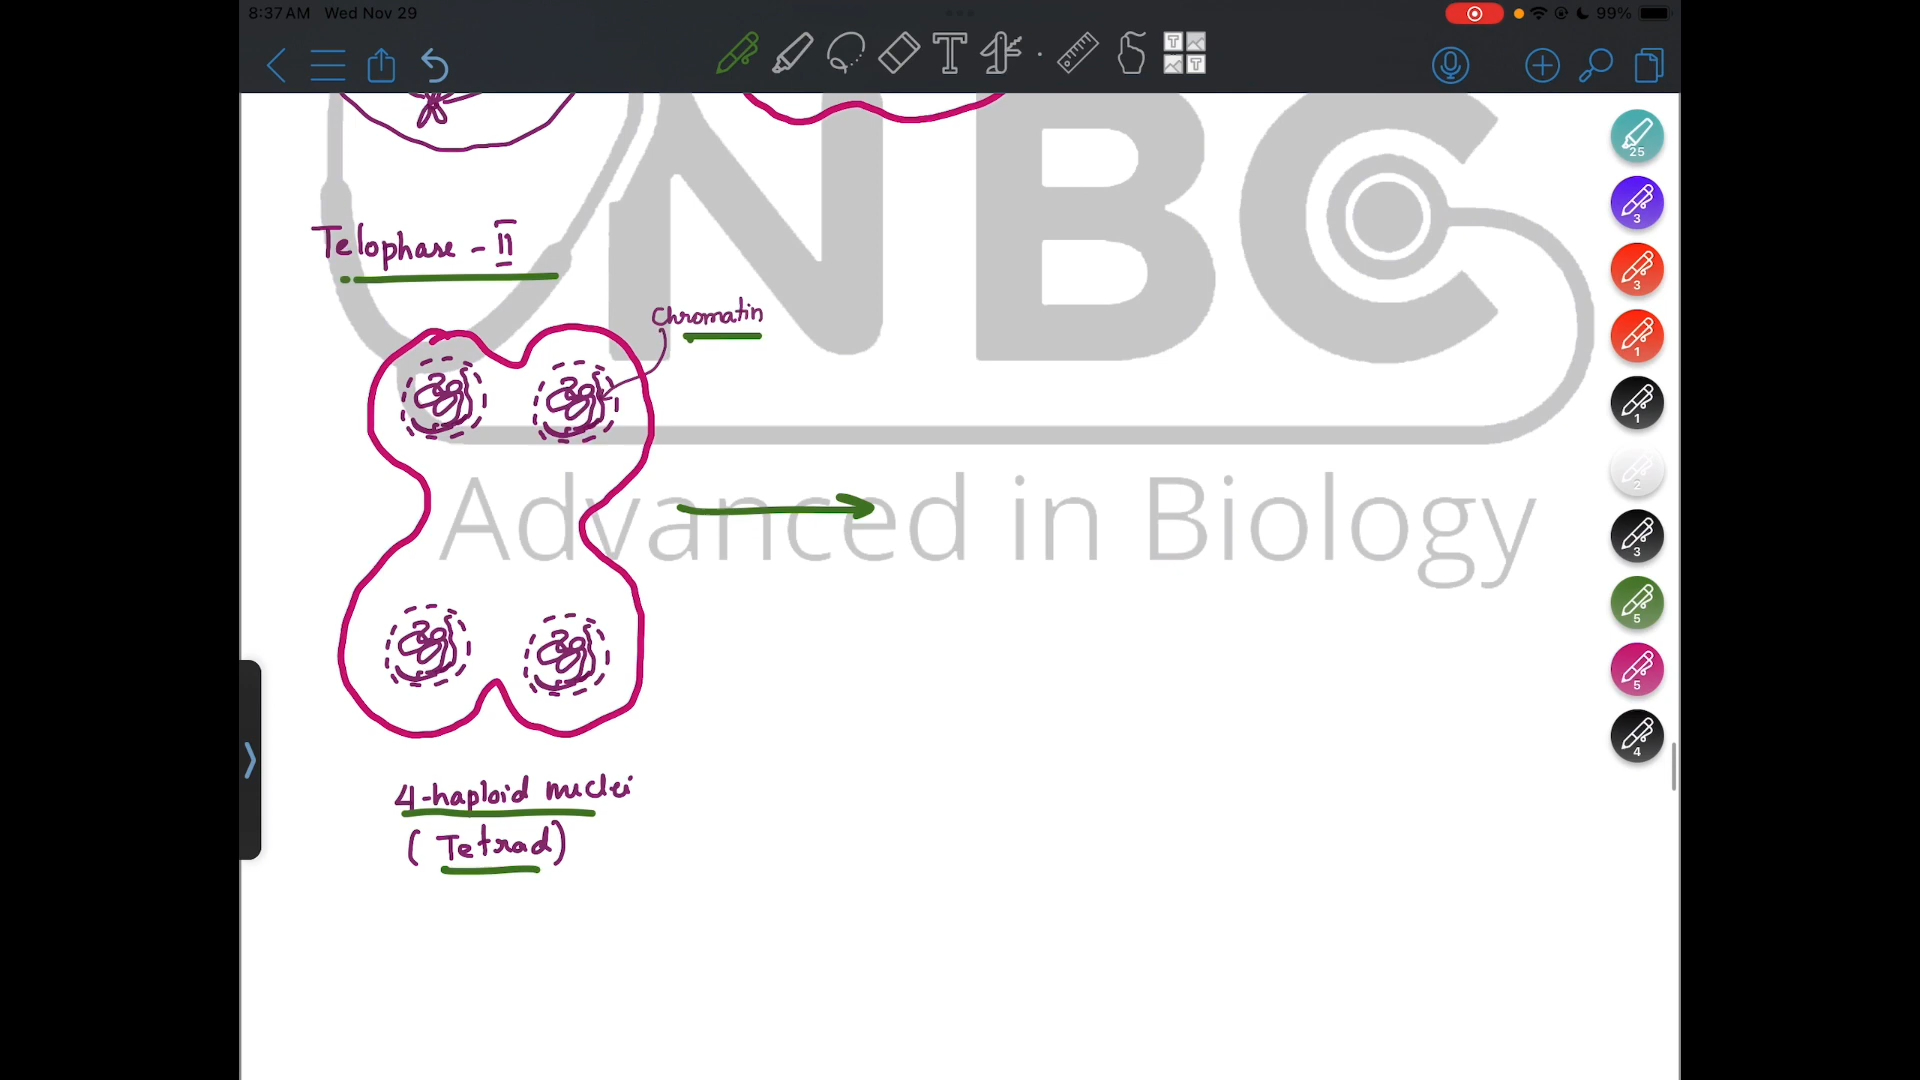 8:37 AM Wed Nov 29
99%
T
T
T
25
3
3
1
1
2
3
5
5
4
NBC
Advanced in Biology
Telophase - II
Chromatin
4-haploid nuclei
( Tetrad)